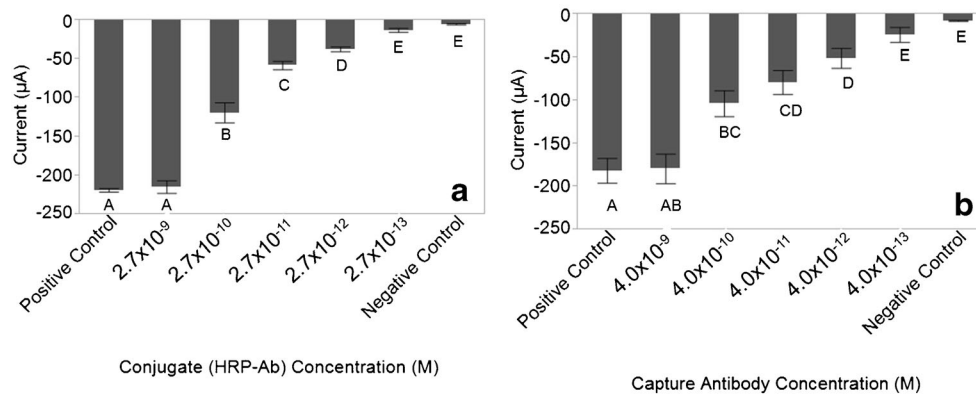 0
-50
-100
-150
-200
-250
Current (µA)
A
A
B
C
D
E
E
a
Positive Control
2.7x10-9
2.7x10-10
2.7x10-11
2.7x10-12
2.7x10-13
Negative Control
Conjugate (HRP-Ab) Concentration (M)
0
-50
-100
-150
-200
-250
Current (µA)
A
AB
BC
CD
D
E
E
b
Positive Control
4.0x10-9
4.0x10-10
4.0x10-11
4.0x10-12
4.0x10-13
Negative Control
Capture Antibody Concentration (M)